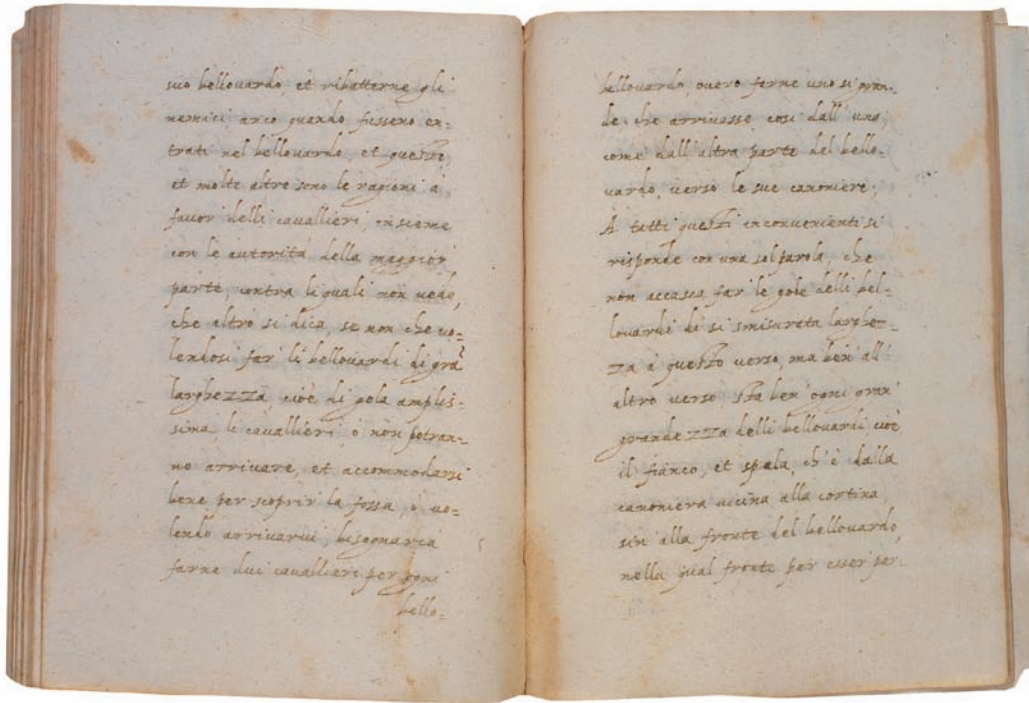 suo bellouardo, et ribatterne gli
nemici anco quando fusseno en=
trati nel bellouardo, et queste,
et molte altre sono le ragioni a
fauor delli cauallieri, insieme
con le autorità della maggior
parte, contra li quali non uedo,
che altro si dica, se non che uo=
lendosi far li bellouardi di grã
larghezza, cioè di gola amplis=
sima, le cauallieri o non potran=
no arriuare, et accommodarsi
bene per scoprir la fossa, ò uo=
lendo arriuarui, bisognaria
farne dui cauallieri per ogni
bello=
bellouardo, ouero farne uno si gran=
de che arriuasse cosi dall'una,
come dall'altra parte del bello=
uardo, uerso le sue canoniere;
A tutti questi inconuenienti si
risponde con una sol parola, che
non accasca far le gole delli bel=
louardi di si smisurata larghez=
za à questo uerso, ma ben all'
altro uerso sta ben ogni gran
grandezza delli bellouardi, cioè
il fianco, et spala, ch'è dalla
canoniera uicina alla cortina
sin alla fronte del bellouardo,
nella qual fronte per esser per=